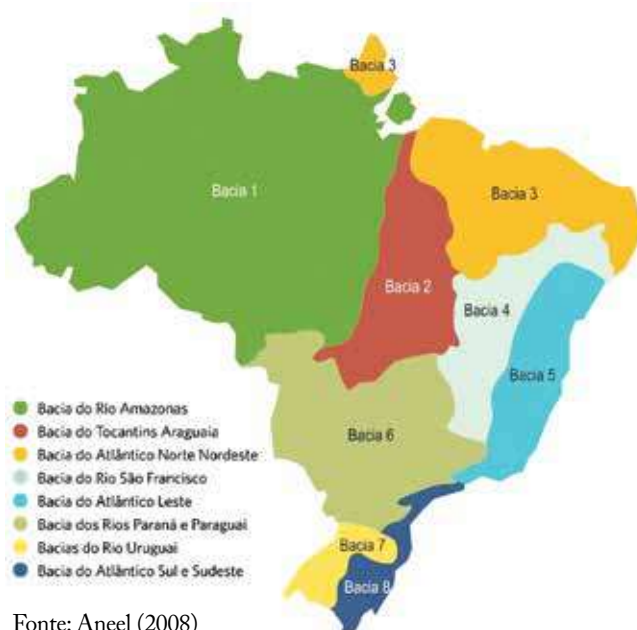 Bacia 3
Bacia 1
Bacia 3
Bacia 2
Bacia 4
Bacia 5
Bacia 6
Bacia 7
Bacia 8
Bacia do Rio Amazonas
Bacia do Tocantins Araguaia
Bacia do Atlântico Norte Nordeste
Bacia do Rio São Francisco
Bacia do Atlântico Leste
Bacia dos Rios Paraná e Paraguai
Bacias do Rio Uruguai
Bacia do Atlântico Sul e Sudeste
Fonte: Aneel (2008)